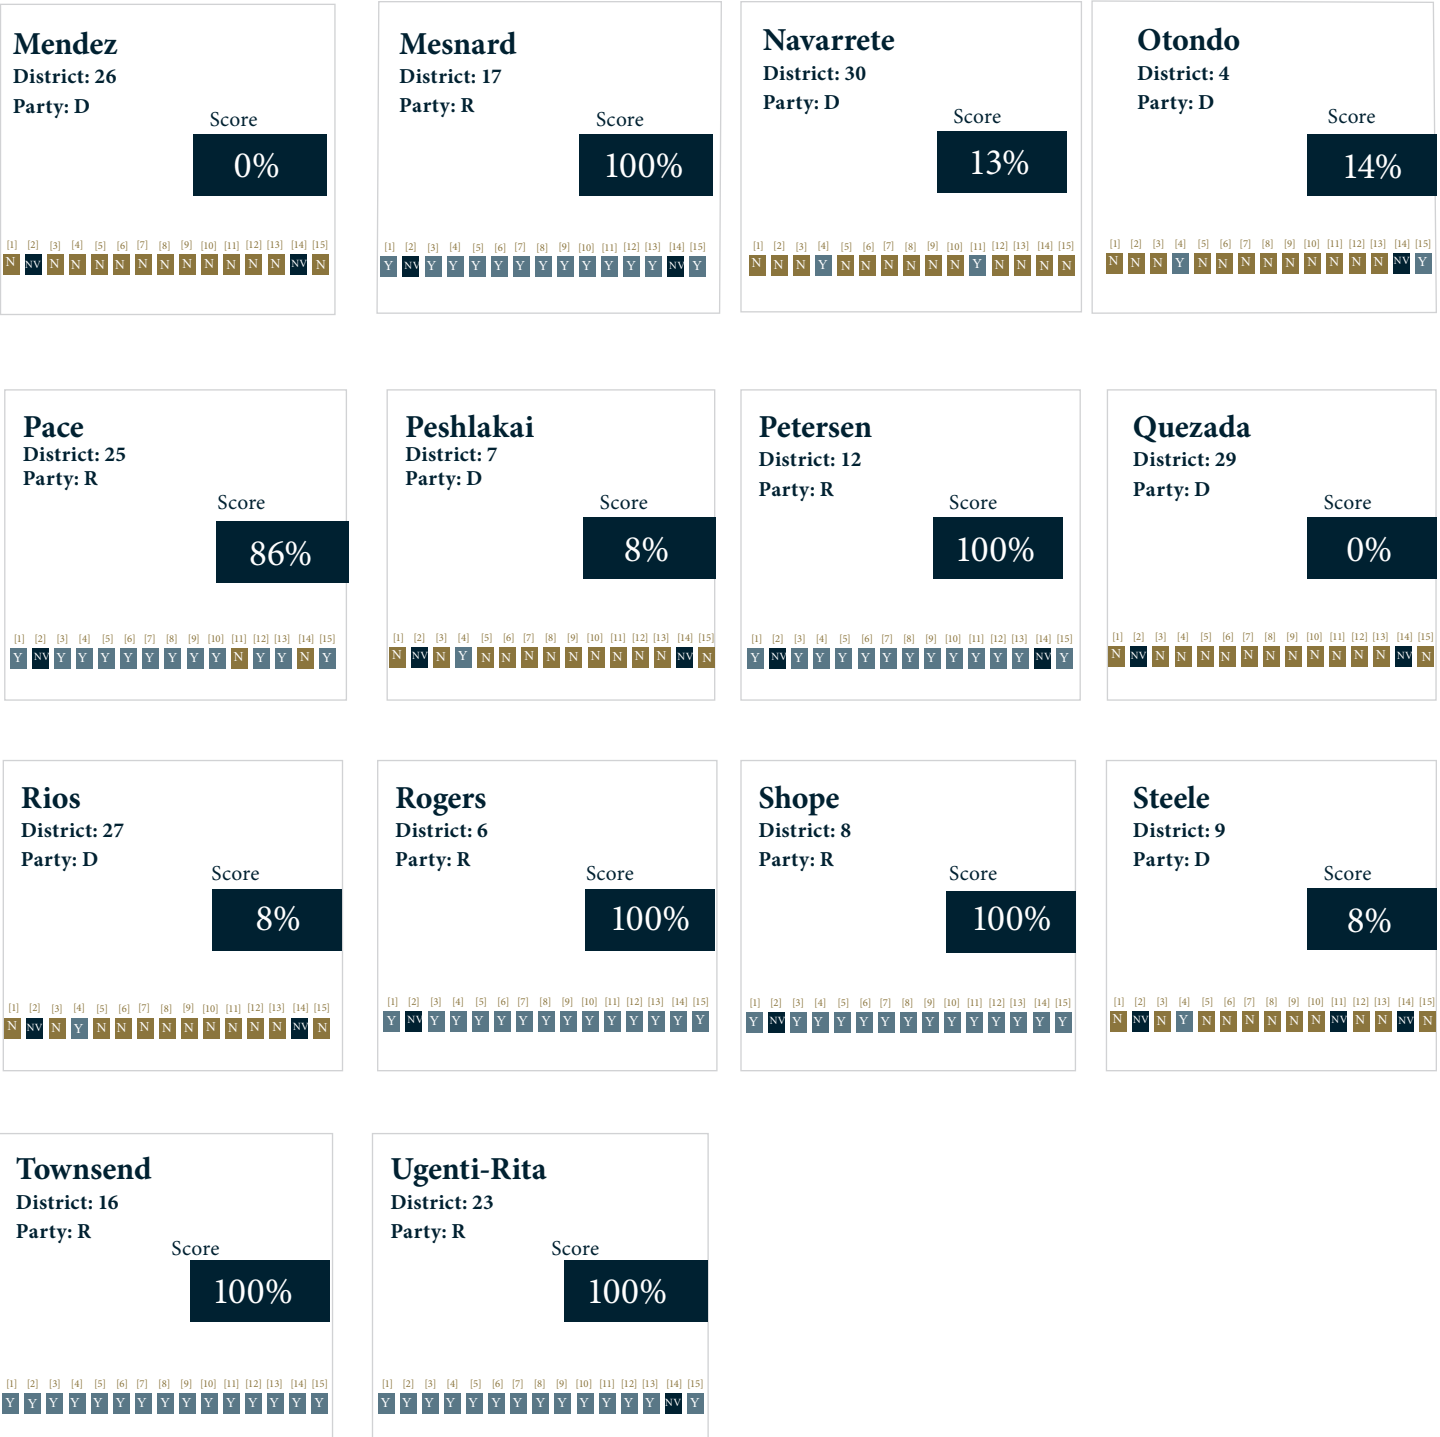 Mendez
District: 26
Party: D
Score
0%
[1] [2] [3] [4] [5] [6] [7] [8] [9] [10] [11] [12] [13] [14] [15]
N NV N N N N N N N N N N N NV N
Mesnard
District: 17
Party: R
Score
100%
[1] [2] [3] [4] [5] [6] [7] [8] [9] [10] [11] [12] [13] [14] [15]
Y NV Y Y Y Y Y Y Y Y Y Y Y NV Y
Navarrete
District: 30
Party: D
Score
13%
[1] [2] [3] [4] [5] [6] [7] [8] [9] [10] [11] [12] [13] [14] [15]
N N N Y N N N N N N Y N N N N
Otondo
District: 4
Party: D
Score
14%
[1] [2] [3] [4] [5] [6] [7] [8] [9] [10] [11] [12] [13] [14] [15]
N N N Y N N N N N N N N N NV Y
Pace
District: 25
Party: R
Score
86%
[1] [2] [3] [4] [5] [6] [7] [8] [9] [10] [11] [12] [13] [14] [15]
Y NV Y Y Y Y Y Y Y Y N Y Y N Y
Peshlakai
District: 7
Party: D
Score
8%
[1] [2] [3] [4] [5] [6] [7] [8] [9] [10] [11] [12] [13] [14] [15]
N NV N Y N N N N N N N N N NV N
Petersen
District: 12
Party: R
Score
100%
[1] [2] [3] [4] [5] [6] [7] [8] [9] [10] [11] [12] [13] [14] [15]
Y NV Y Y Y Y Y Y Y Y Y Y Y NV Y
Quezada
District: 29
Party: D
Score
0%
[1] [2] [3] [4] [5] [6] [7] [8] [9] [10] [11] [12] [13] [14] [15]
N NV N N N N N N N N N N N NV N
Rios
District: 27
Party: D
Score
8%
[1] [2] [3] [4] [5] [6] [7] [8] [9] [10] [11] [12] [13] [14] [15]
N NV N Y N N N N N N N N N NV N
Rogers
District: 6
Party: R
Score
100%
[1] [2] [3] [4] [5] [6] [7] [8] [9] [10] [11] [12] [13] [14] [15]
Y NV Y Y Y Y Y Y Y Y Y Y Y Y Y
Shope
District: 8
Party: R
Score
100%
[1] [2] [3] [4] [5] [6] [7] [8] [9] [10] [11] [12] [13] [14] [15]
Y NV Y Y Y Y Y Y Y Y Y Y Y Y Y
Steele
District: 9
Party: D
Score
8%
[1] [2] [3] [4] [5] [6] [7] [8] [9] [10] [11] [12] [13] [14] [15]
N NV N Y N N N N N N NV N N NV N
Townsend
District: 16
Party: R
Score
100%
[1] [2] [3] [4] [5] [6] [7] [8] [9] [10] [11] [12] [13] [14] [15]
Y Y Y Y Y Y Y Y Y Y Y Y Y Y Y
Ugenti-Rita
District: 23
Party: R
Score
100%
[1] [2] [3] [4] [5] [6] [7] [8] [9] [10] [11] [12] [13] [14] [15]
Y Y Y Y Y Y Y Y Y Y Y Y Y NV Y